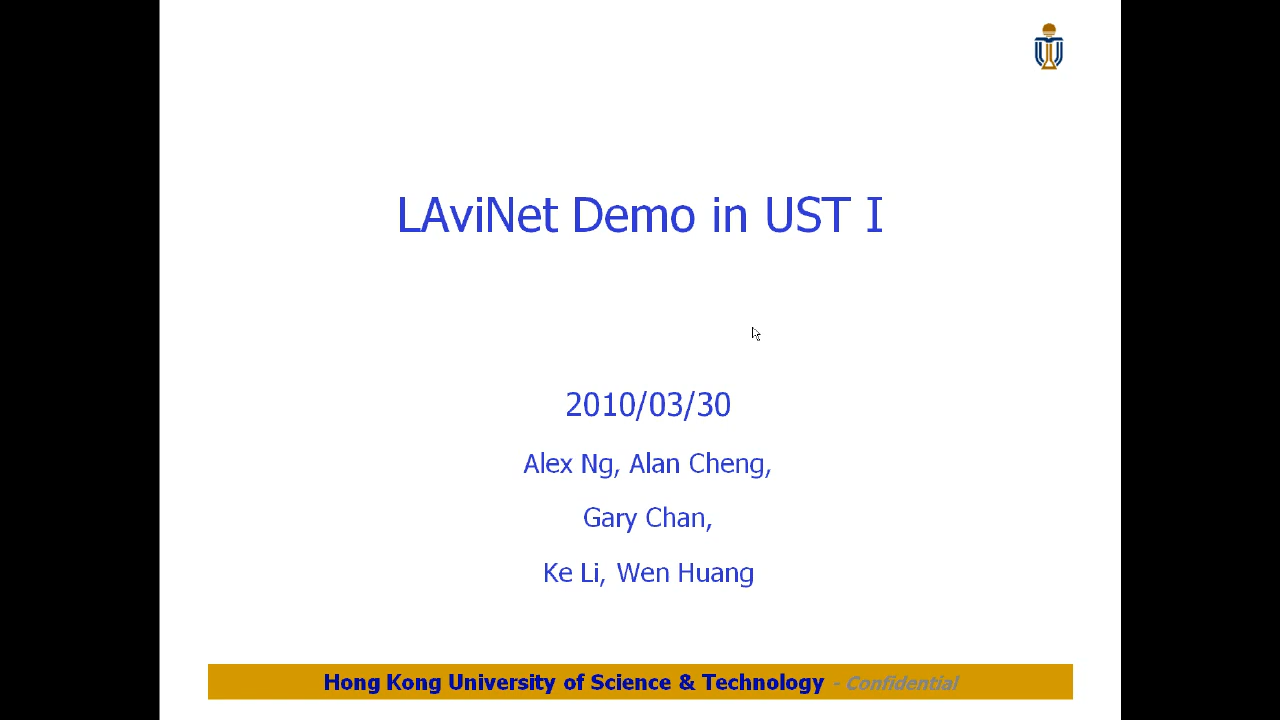 LAviNet Demo in UST I
2010/03/30
Alex Ng, Alan Cheng,
Gary Chan,
Ke Li, Wen Huang
Hong Kong University of Science & Technology - Confidential